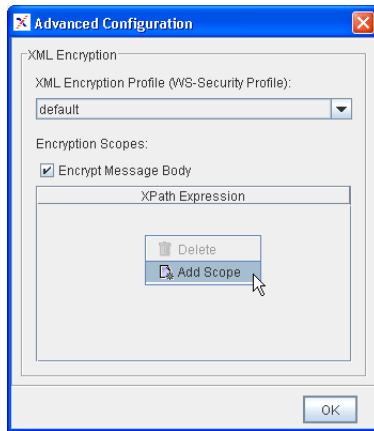 Advanced Configuration
XML Encryption
XML Encryption Profile (WS-Security Profile):
default
Encryption Scopes:
Encrypt Message Body
XPath Expression
Delete
Add Scope
OK